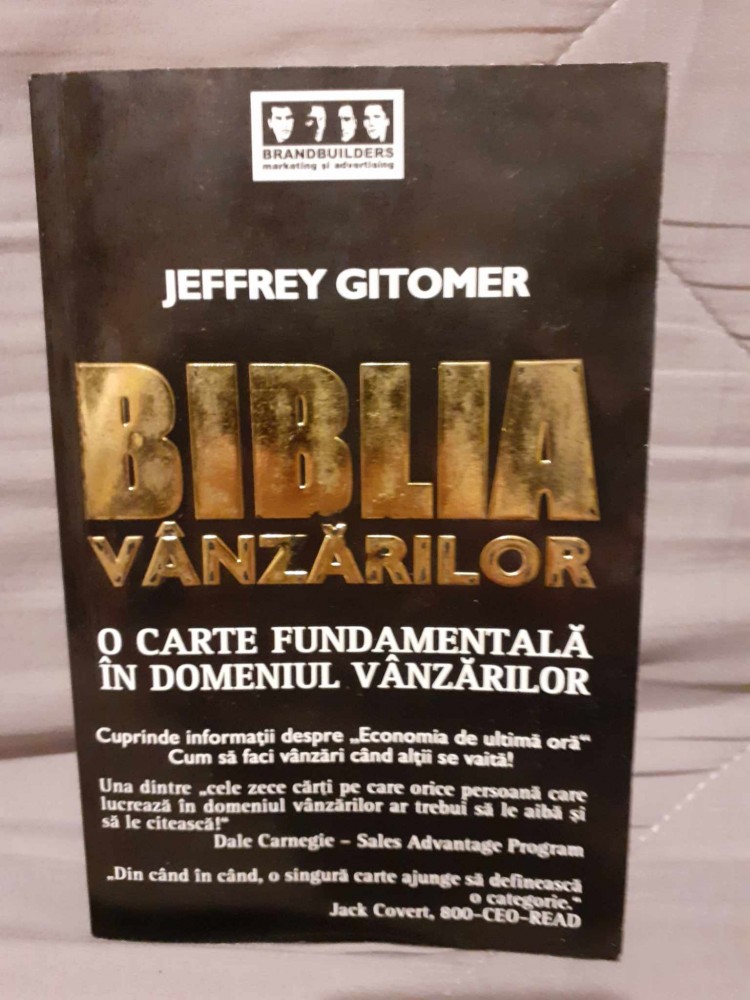 BRANDBUILDERS
marketing și advertising
JEFFREY GITOMER
BIBLIA
VÂNZĂRILOR
O CARTE FUNDAMENTALĂ
ÎN DOMENIUL VÂNZĂRILOR
Cuprinde informații despre „Economia de ultimă oră“
Cum să faci vânzări când alții se vaită!
Una dintre „cele zece cărți pe care orice persoană care
lucrează în domeniul vânzărilor ar trebui să le aibă și
să le citească!“
Dale Carnegie – Sales Advantage Program
„Din când în când, o singură carte ajunge să definească
o categorie.“
Jack Covert, 800-CEO-READ